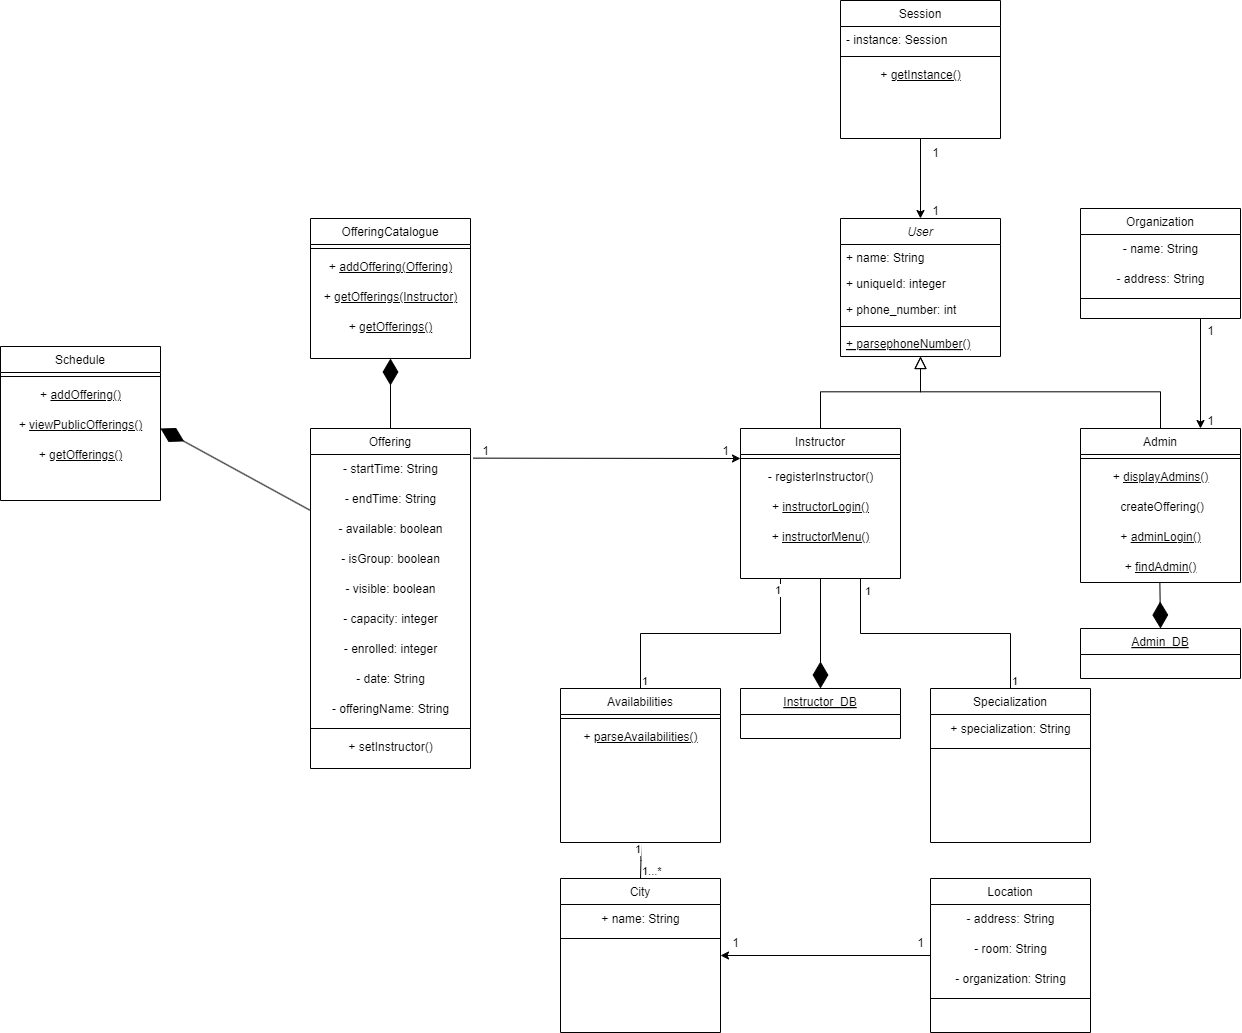 Session
- instance: Session
+ getInstance()
1
1
User
+ name: String
+ uniqueId: integer
+ phone_number: int
+ parsephoneNumber()
Organization
- name: String
- address: String
1
1
OfferingCatalogue
+ addOffering(Offering)
+ getOfferings(Instructor)
+ getOfferings()
Schedule
+ addOffering()
+ viewPublicOfferings()
+ getOfferings()
Offering
- startTime: String
- endTime: String
- available: boolean
- isGroup: boolean
- visible: boolean
- capacity: integer
- enrolled: integer
- date: String
- offeringName: String
+ setInstructor()
1
1
Instructor
- registerInstructor()
+ instructorLogin()
+ instructorMenu()
Admin
+ displayAdmins()
createOffering()
+ adminLogin()
+ findAdmin()
1
1
Admin_DB
1
1
Availabilities
+ parseAvailabilities()
Instructor_DB
Specialization
+ specialization: String
1
1...*
City
+ name: String
1
1
Location
- address: String
- room: String
- organization: String